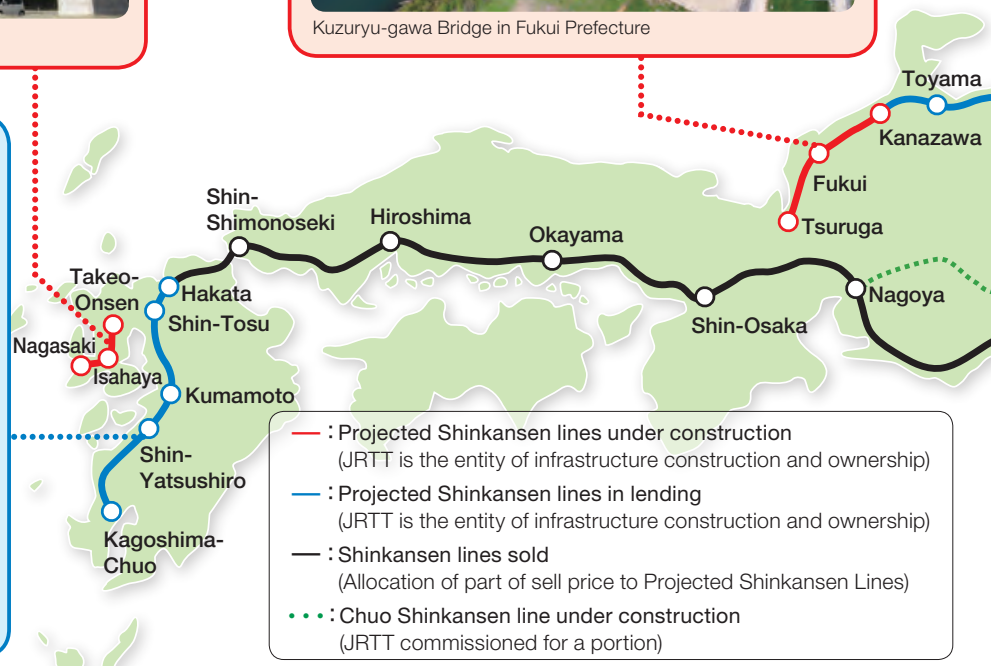 Kuzuryu-gawa Bridge in Fukui Prefecture
Toyama
Kanazawa
Fukui
Tsuruga
Shin-
Shimonoseki
Hiroshima
Okayama
Takeo-
Onsen
Hakata
Shin-Tosu
Nagoya
Shin-Osaka
Nagasaki
Isahaya
Kumamoto
Shin-
Yatsushiro
Kagoshima-
Chuo
: Projected Shinkansen lines under construction
(JRTT is the entity of infrastructure construction and ownership)
: Projected Shinkansen lines in lending
(JRTT is the entity of infrastructure construction and ownership)
: Shinkansen lines sold
(Allocation of part of sell price to Projected Shinkansen Lines)
: Chuo Shinkansen line under construction
(JRTT commissioned for a portion)